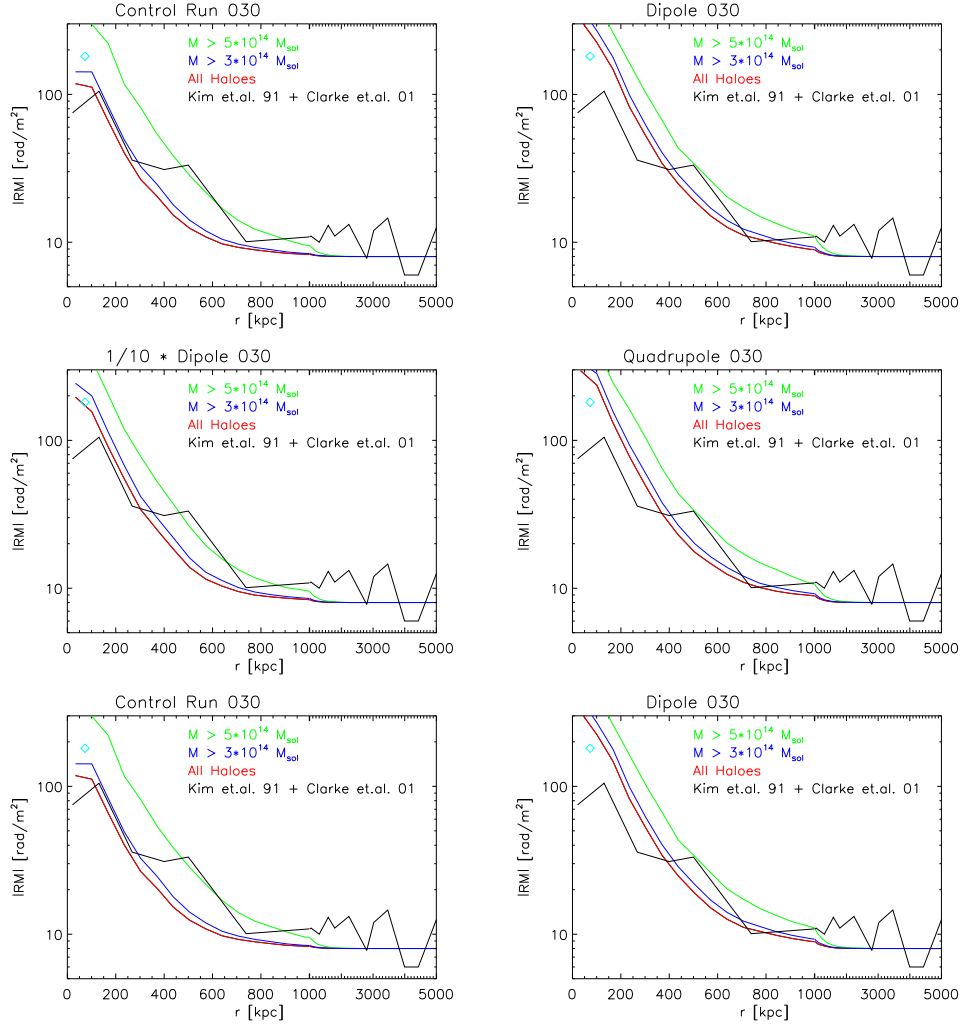 Control Run 030
M > 5*10^14 M_sol
M > 3*10^14 M_sol
All Haloes
Kim et.al. 91 + Clarke et.al. 01
|RM| [rad/m²]
100
10
0 200 400 600 800 1000 3000 5000
r [kpc]
Dipole 030
M > 5*10^14 M_sol
M > 3*10^14 M_sol
All Haloes
Kim et.al. 91 + Clarke et.al. 01
|RM| [rad/m²]
100
10
0 200 400 600 800 1000 3000 5000
r [kpc]
1/10 * Dipole 030
M > 5*10^14 M_sol
M > 3*10^14 M_sol
All Haloes
Kim et.al. 91 + Clarke et.al. 01
|RM| [rad/m²]
100
10
0 200 400 600 800 1000 3000 5000
r [kpc]
Quadrupole 030
M > 5*10^14 M_sol
M > 3*10^14 M_sol
All Haloes
Kim et.al. 91 + Clarke et.al. 01
|RM| [rad/m²]
100
10
0 200 400 600 800 1000 3000 5000
r [kpc]
Control Run 030
M > 5*10^14 M_sol
M > 3*10^14 M_sol
All Haloes
Kim et.al. 91 + Clarke et.al. 01
|RM| [rad/m²]
100
10
0 200 400 600 800 1000 3000 5000
r [kpc]
Dipole 030
M > 5*10^14 M_sol
M > 3*10^14 M_sol
All Haloes
Kim et.al. 91 + Clarke et.al. 01
|RM| [rad/m²]
100
10
0 200 400 600 800 1000 3000 5000
r [kpc]